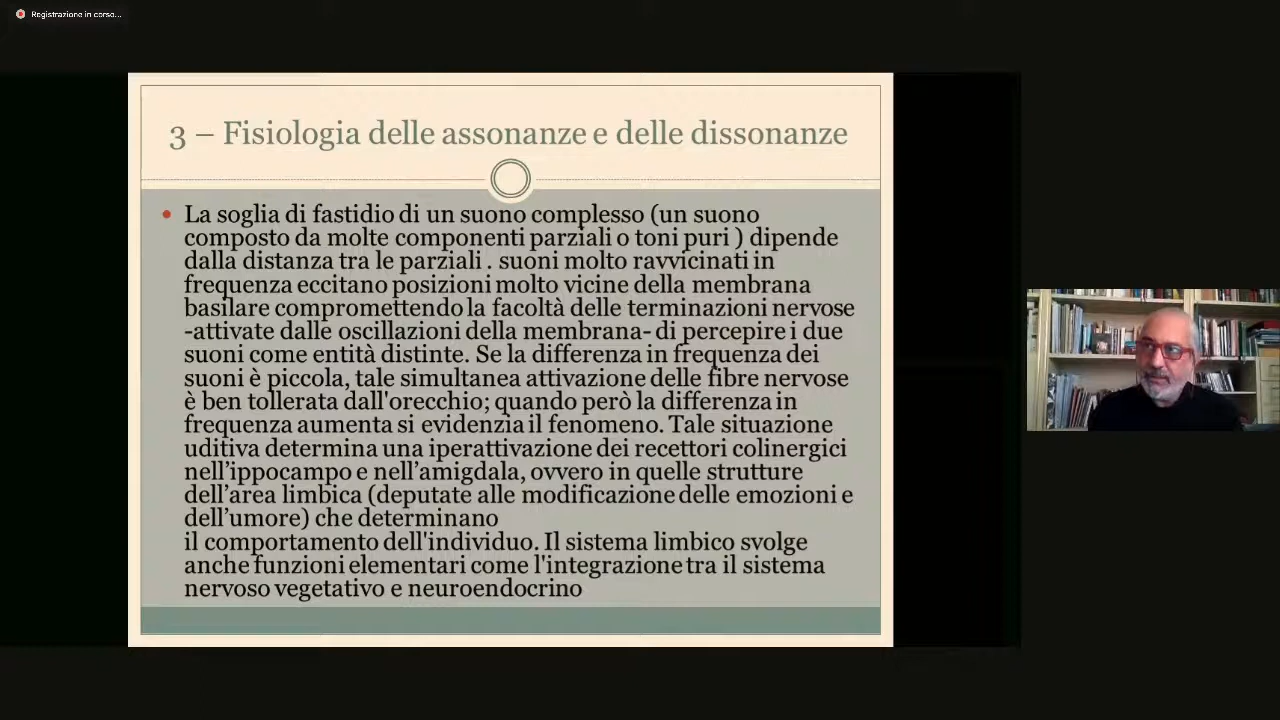 Registrazione in corso...
3 – Fisiologia delle assonanze e delle dissonanze
La soglia di fastidio di un suono complesso (un suono
composto da molte componenti parziali o toni puri ) dipende
dalla distanza tra le parziali . suoni molto ravvicinati in
frequenza eccitano posizioni molto vicine della membrana
basilare compromettendo la facoltà delle terminazioni nervose
-attivate dalle oscillazioni della membrana- di percepire i due
suoni come entità distinte. Se la differenza in frequenza dei
suoni è piccola, tale simultanea attivazione delle fibre nervose
è ben tollerata dall'orecchio; quando però la differenza in
frequenza aumenta si evidenzia il fenomeno. Tale situazione
uditiva determina una iperattivazione dei recettori colinergici
nell’ippocampo e nell’amigdala, ovvero in quelle strutture
dell’area limbica (deputate alle modificazione delle emozioni e
dell’umore) che determinano
il comportamento dell'individuo. Il sistema limbico svolge
anche funzioni elementari come l'integrazione tra il sistema
nervoso vegetativo e neuroendocrino